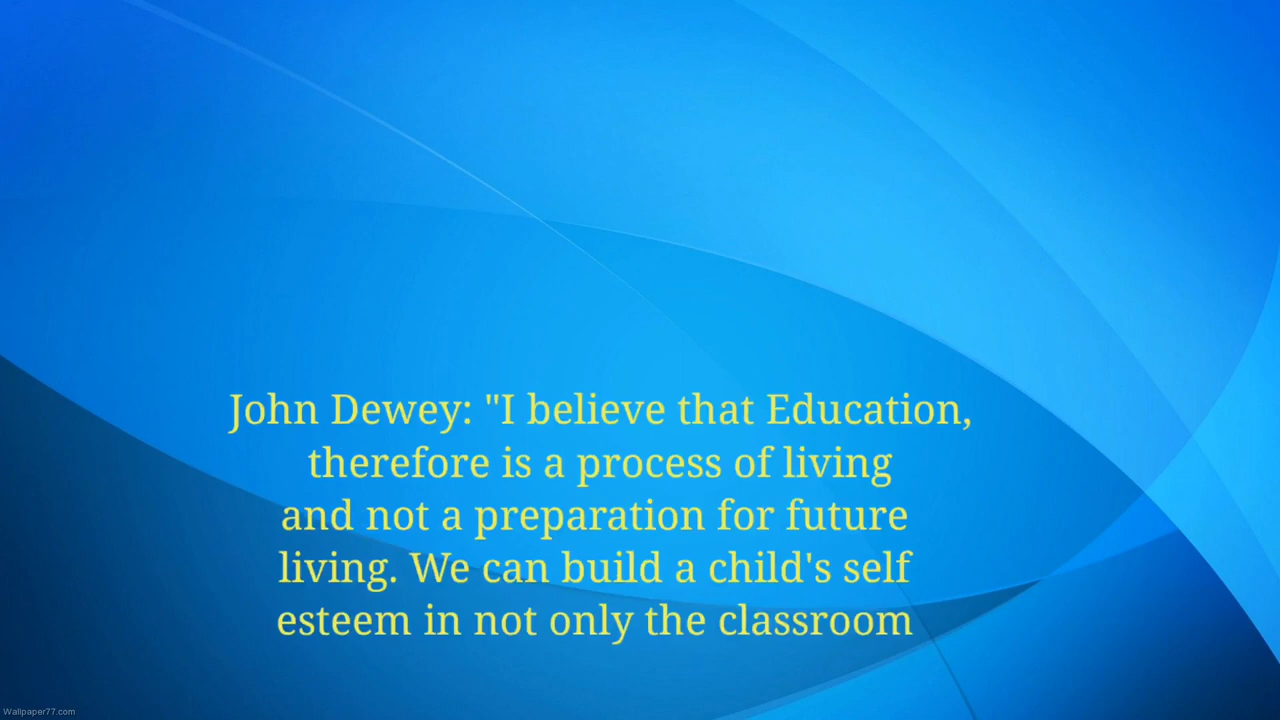 John Dewey: "I believe that Education,
therefore is a process of living
and not a preparation for future
living. We can build a child's self
esteem in not only the classroom
Wallpaper77.com